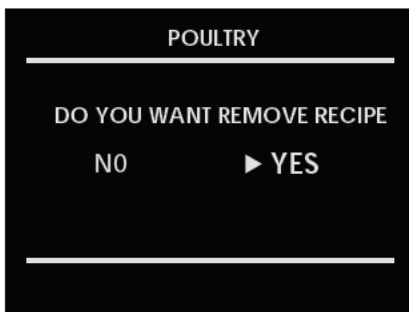 POULTRY
DO YOU WANT REMOVE RECIPE
N0 ▶ YES